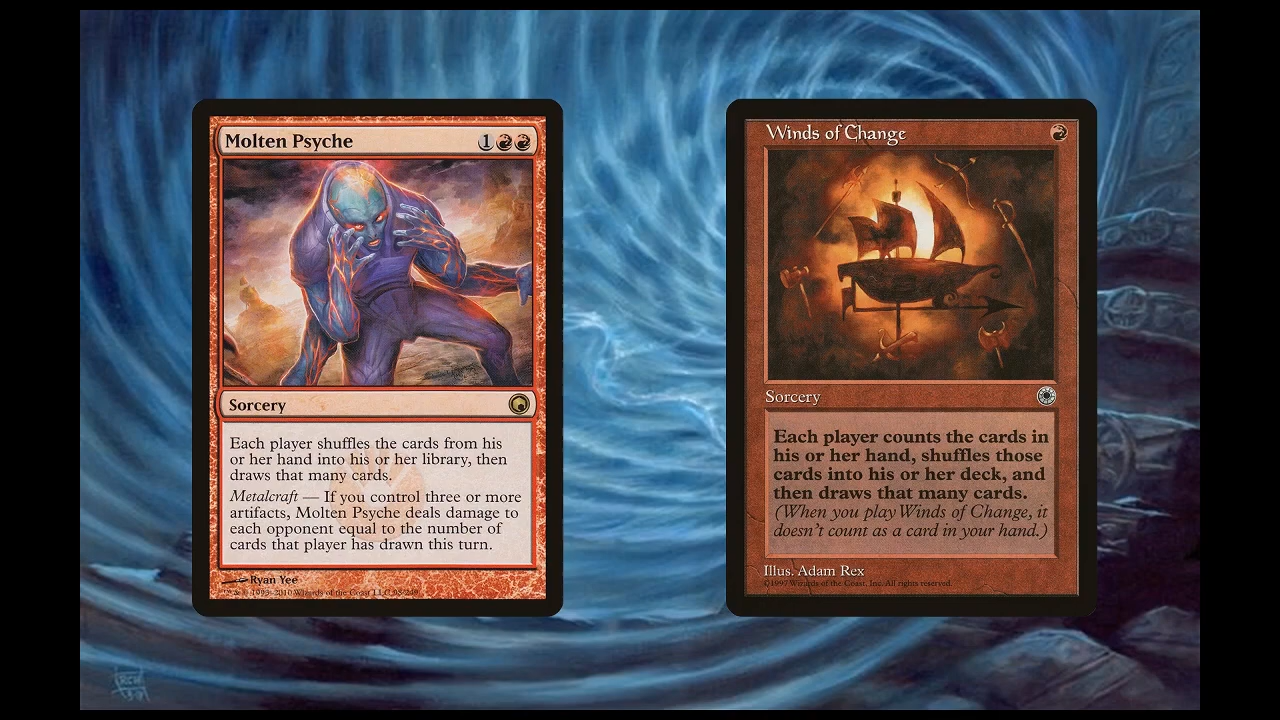 Molten Psyche
1
Sorcery
Each player shuffles the cards from his
or her hand into his or her library, then
draws that many cards.
Metalcraft — If you control three or more
artifacts, Molten Psyche deals damage to
each opponent equal to the number of
cards that player has drawn this turn.
Ryan Yee
Winds of Change
Sorcery
Each player counts the cards in
his or her hand, shuffles those
cards into his or her deck, and
then draws that many cards.
(When you play Winds of Change, it
doesn't count as a card in your hand.)
Illus. Adam Rex
©1997 Wizards of the Coast, Inc. All rights reserved.